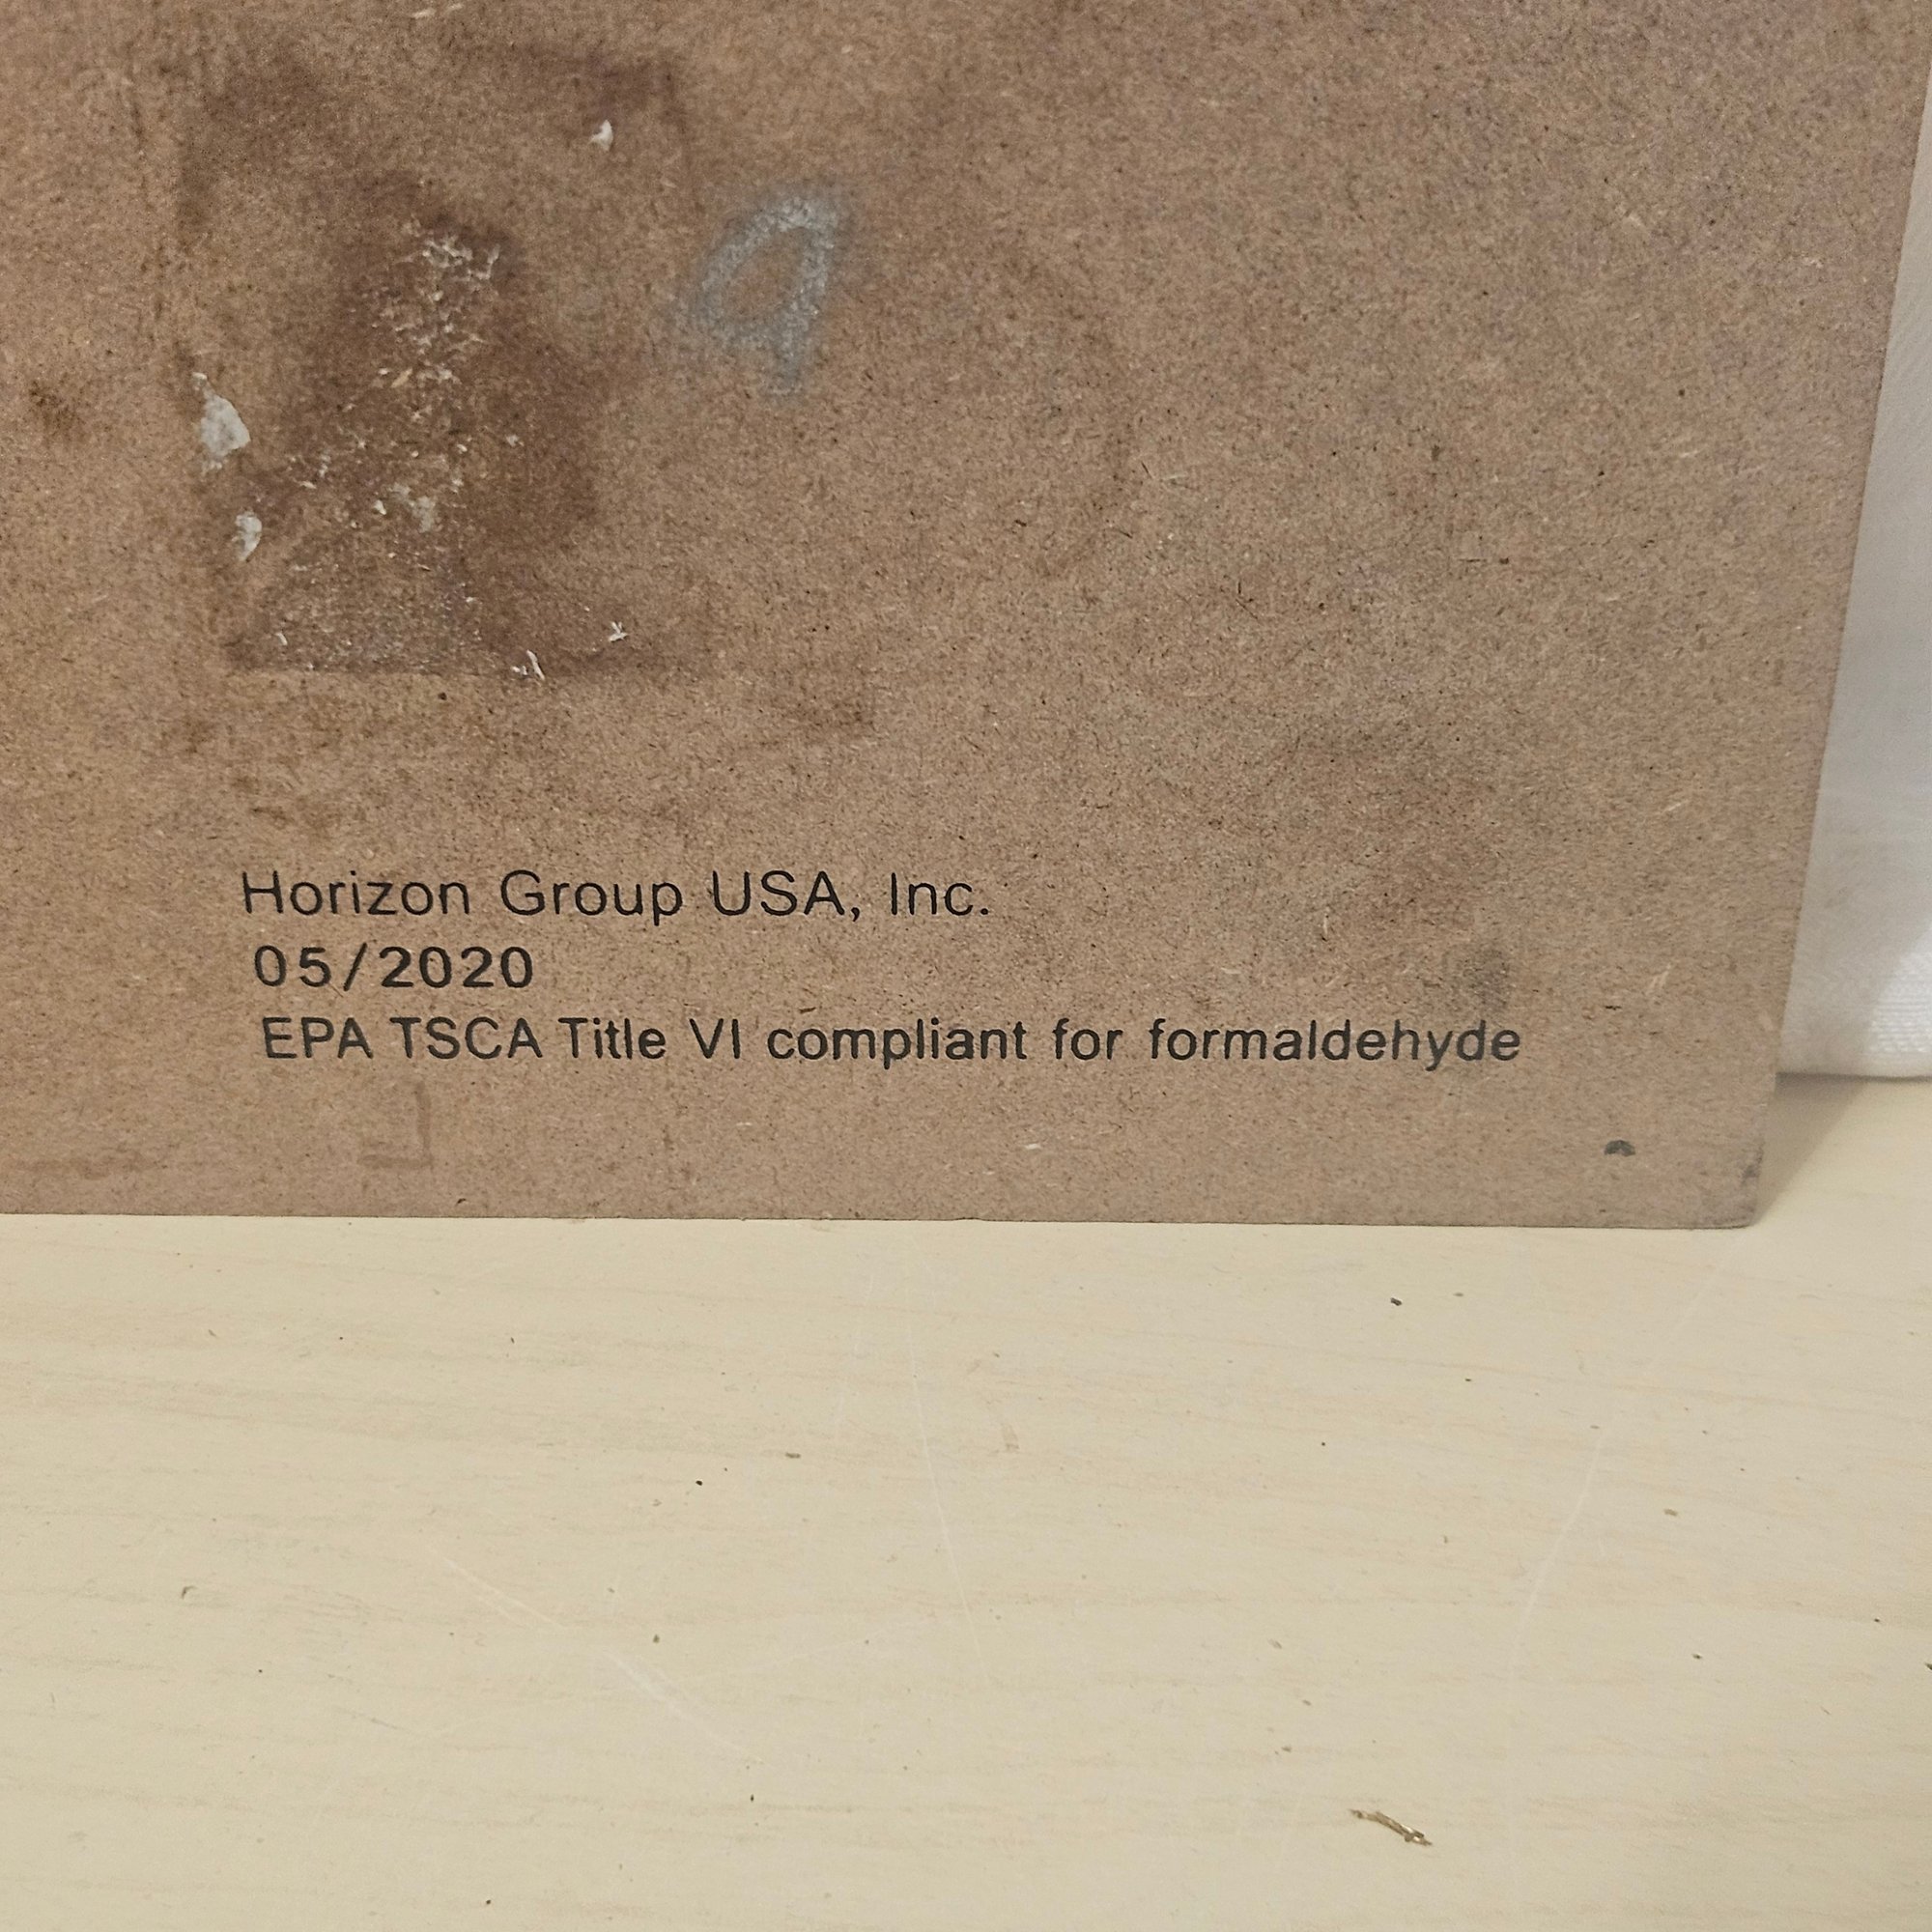 Horizon Group USA, Inc.
05/2020
EPA TSCA Title VI compliant for formaldehyde